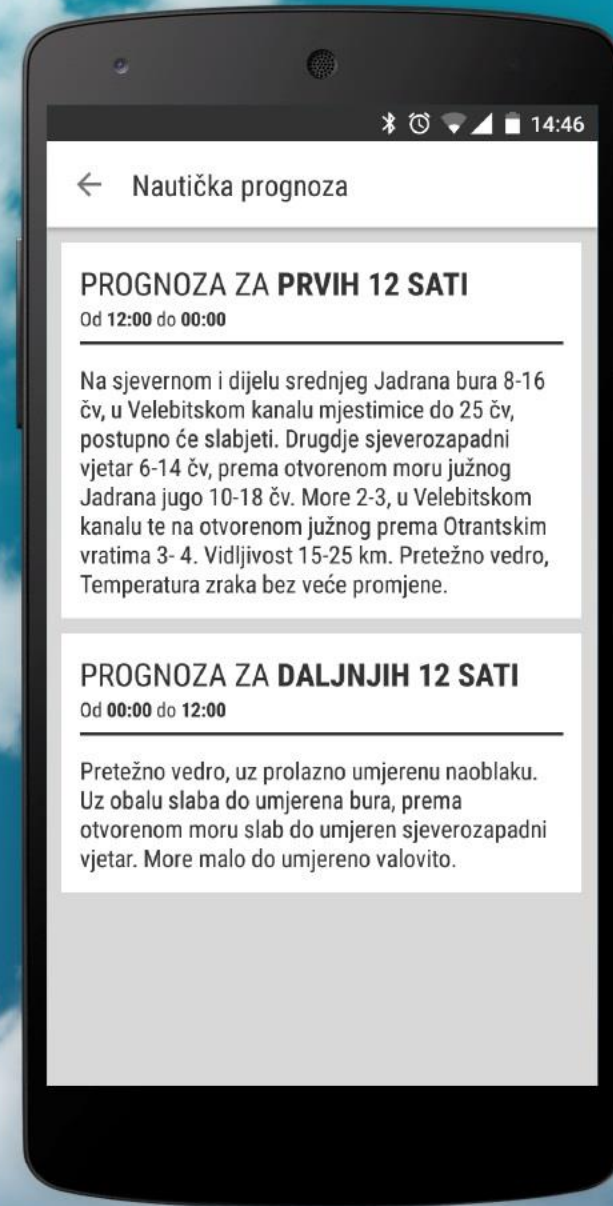 14:46
Nautička prognoza
PROGNOZA ZA PRVIH 12 SATI
Od 12:00 do 00:00
Na sjevernom i dijelu srednjeg Jadrana bura 8-16
čv, u Velebitskom kanalu mjestimice do 25 čv,
postupno će slabjeti. Drugdje sjeverozapadni
vjetar 6-14 čv, prema otvorenom moru južnog
Jadrana jugo 10-18 čv. More 2-3, u Velebitskom
kanalu te na otvorenom južnog prema Otrantskim
vratima 3- 4. Vidljivost 15-25 km. Pretežno vedro,
Temperatura zraka bez veće promjene.
PROGNOZA ZA DALJNJIH 12 SATI
Od 00:00 do 12:00
Pretežno vedro, uz prolazno umjerenu naoblaku.
Uz obalu slaba do umjerena bura, prema
otvorenom moru slab do umjeren sjeverozapadni
vjetar. More malo do umjereno valovito.